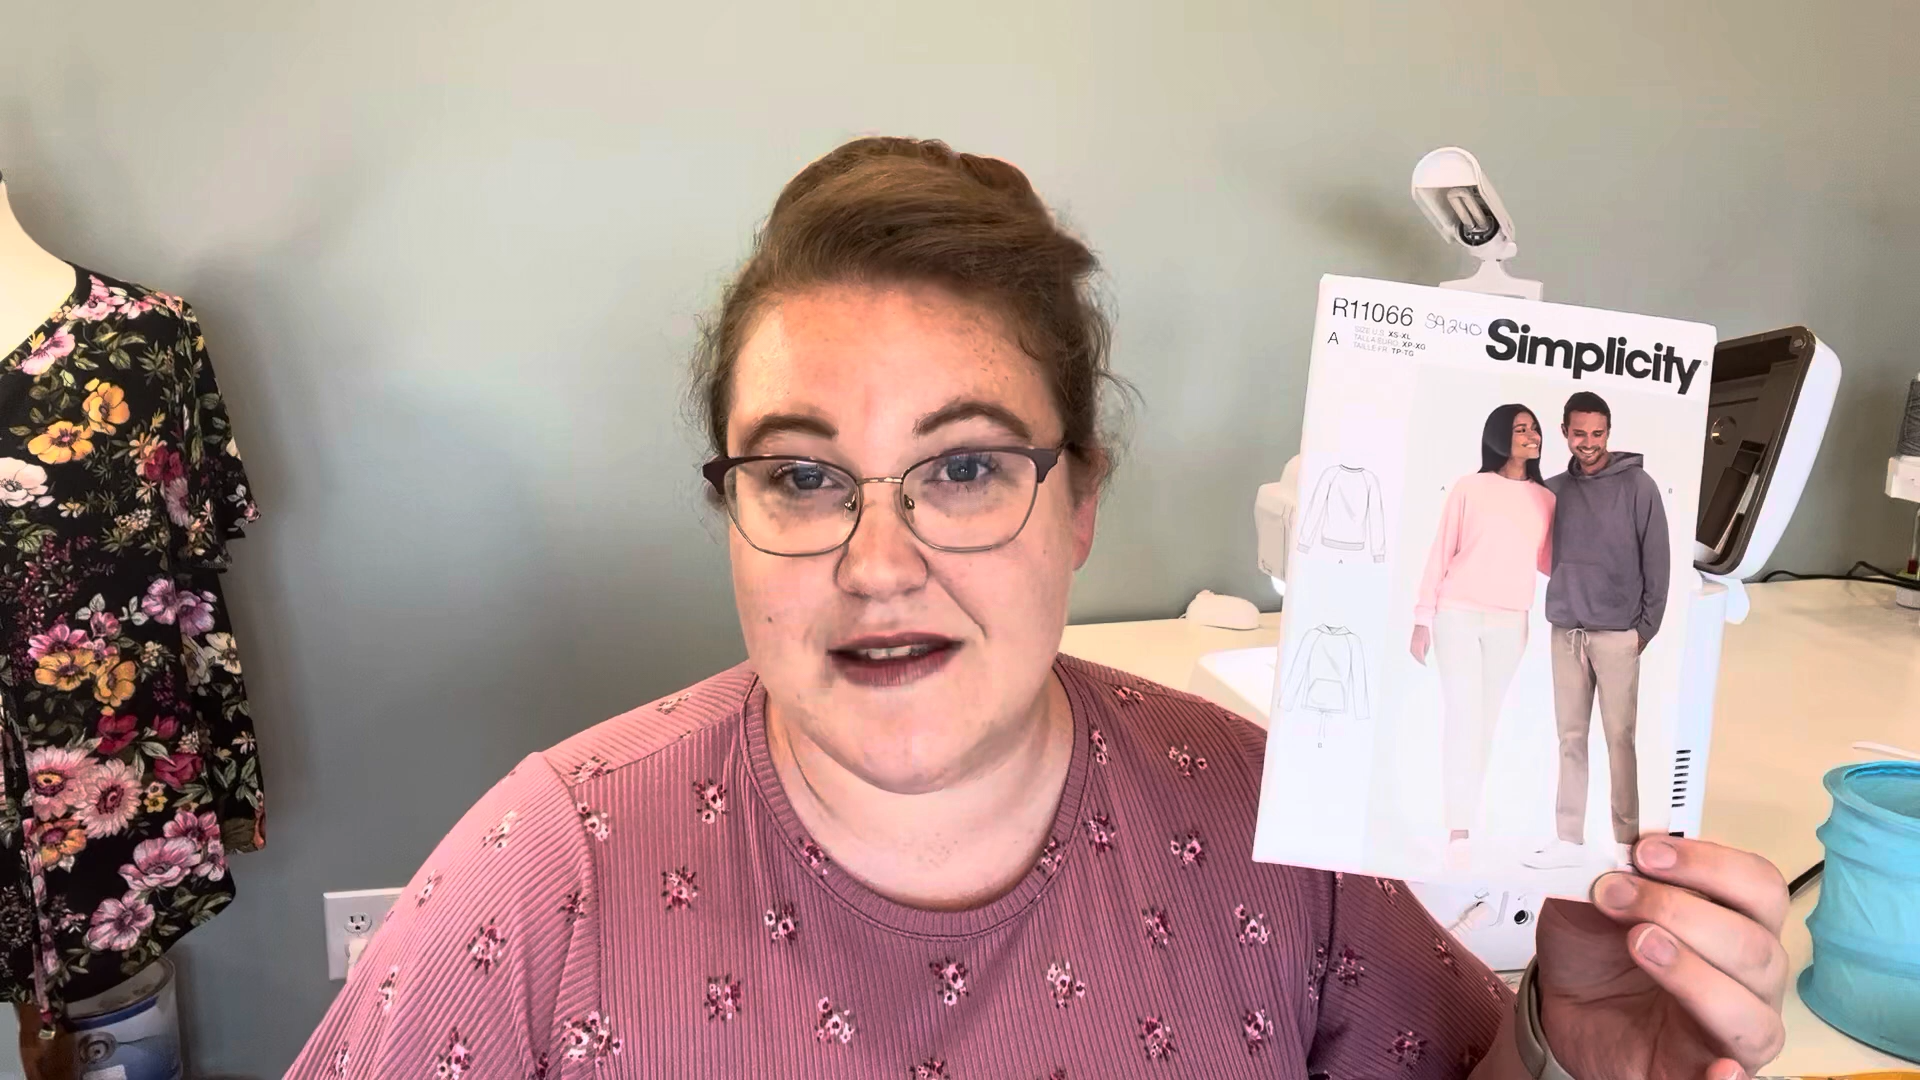 R11066 S9240 Simplicity
A
SIZE U.S. XS-XL
TALLA EURO. XP-XG
TAILLE-FR. TP-TG
A
B
A
B